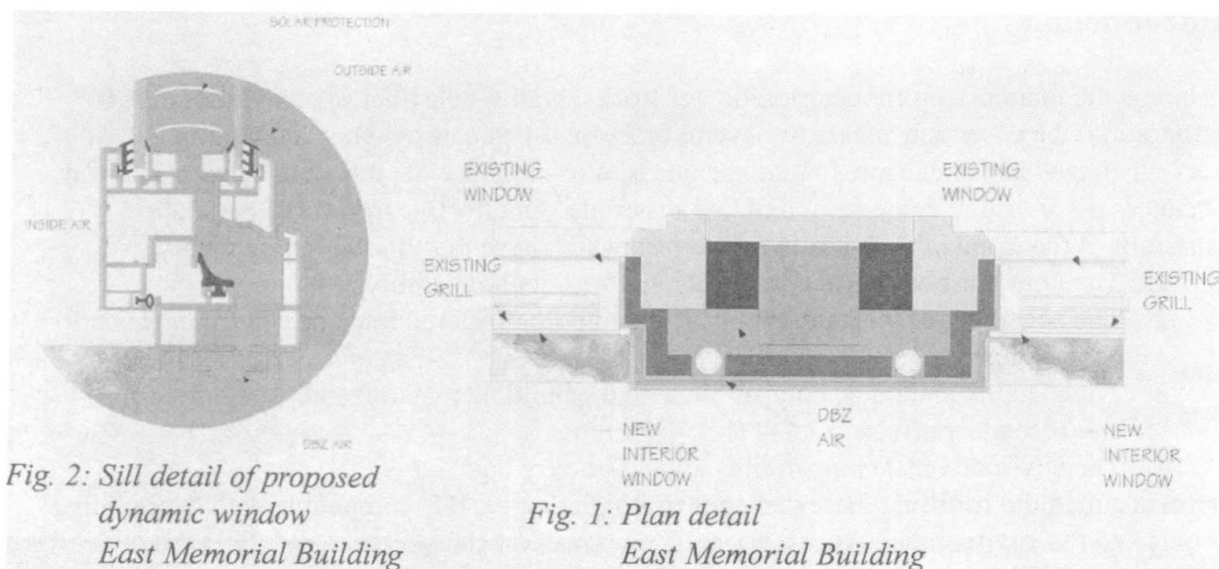 SOLAR PROTECTION
OUTSIDE AIR
INSIDE AIR
DBZ AIR
Fig. 2: Sill detail of proposed
dynamic window
East Memorial Building
EXISTING
WINDOW
EXISTING
WINDOW
EXISTING
GRILL
EXISTING
GRILL
NEW
INTERIOR
WINDOW
DBZ
AIR
NEW
INTERIOR
WINDOW
Fig. 1: Plan detail
East Memorial Building